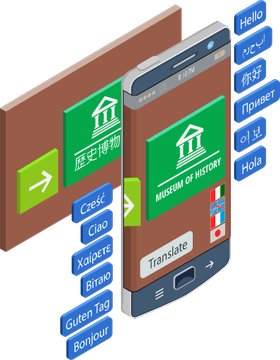 Hello
你好
Привет
이 보
Hola
歷史博物
MUSEUM OF HISTORY
Translate
Cześć
Ciao
Χαίρετε
Вітаю
Guten Tag
Bonjour